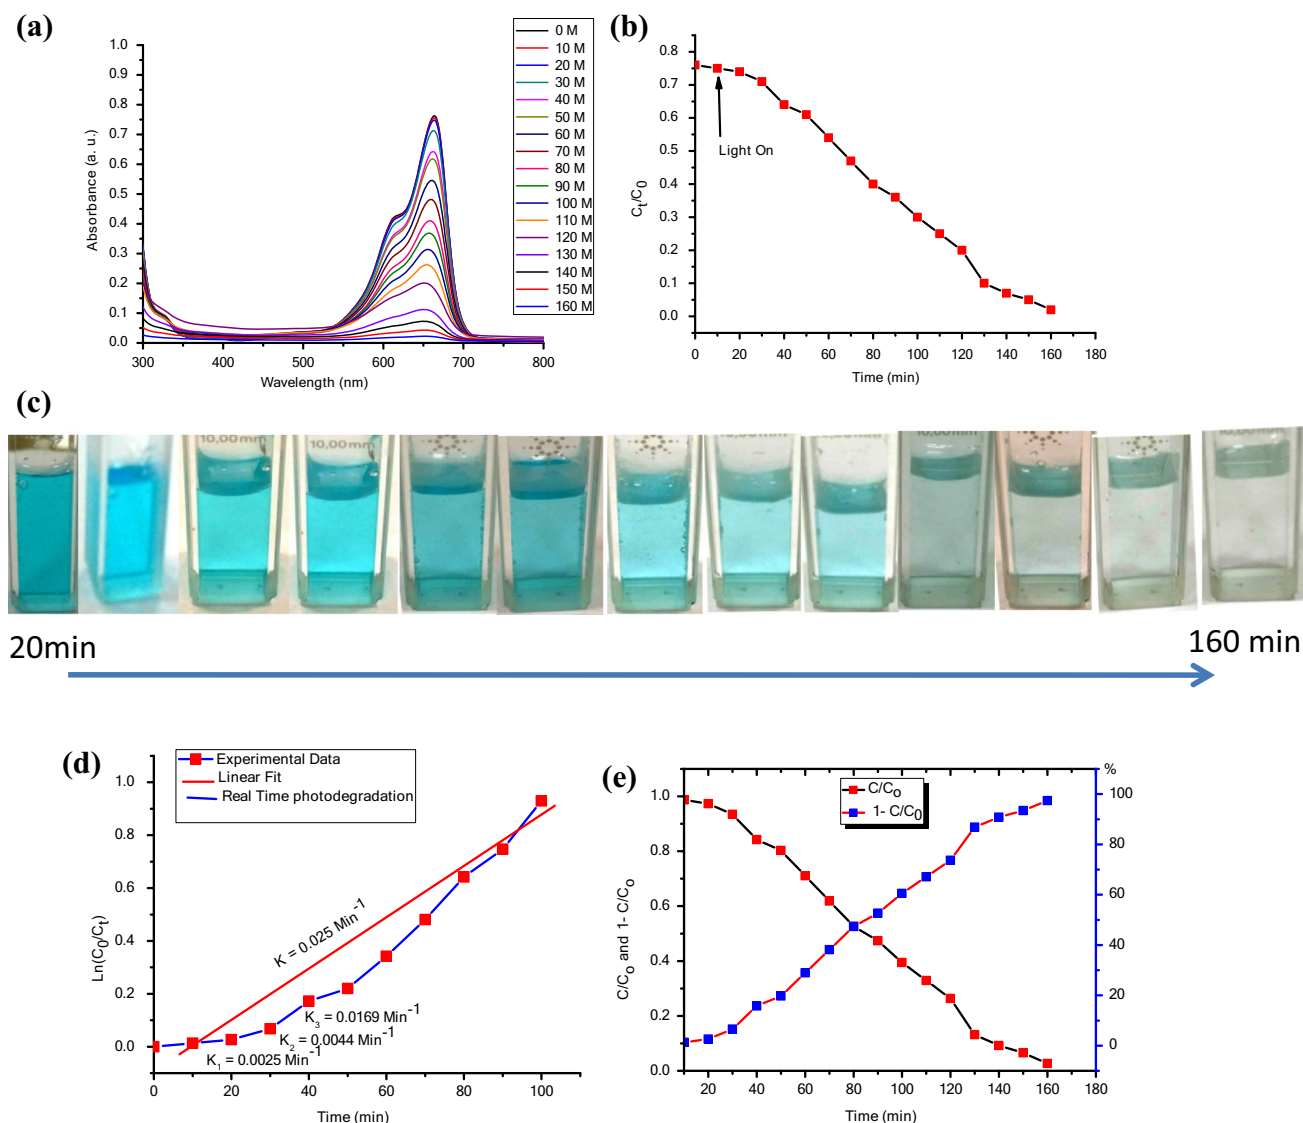 (a)
1.0
0.9
0.8
0.7
0.6
0.5
0.4
0.3
0.2
0.1
0.0
Absorbance (a. u.)
300 400 500 600 700 800
Wavelength (nm)
0 M
10 M
20 M
30 M
40 M
50 M
60 M
70 M
80 M
90 M
100 M
110 M
120 M
130 M
140 M
150 M
160 M
(b)
0.8
0.7
0.6
0.5
0.4
0.3
0.2
0.1
0.0
Ct/C0
Light On
0 20 40 60 80 100 120 140 160 180
Time (min)
(c)
10,00mm
10,00 mm
20min
160 min
(d)
Experimental Data
Linear Fit
Real Time photodegradation
1.0
0.8
0.6
0.4
0.2
0.0
Ln(C0/Ct)
K = 0.025 Min-1
K3 = 0.0169 Min-1
K2 = 0.0044 Min-1
K1 = 0.0025 Min-1
0 20 40 60 80 100
Time (min)
(e)
C/Co
1- C/C0
1.0
0.8
0.6
0.4
0.2
0.0
C/Co and 1- C/Co
%
100
80
60
40
20
0
20 40 60 80 100 120 140 160 180
Time (min)